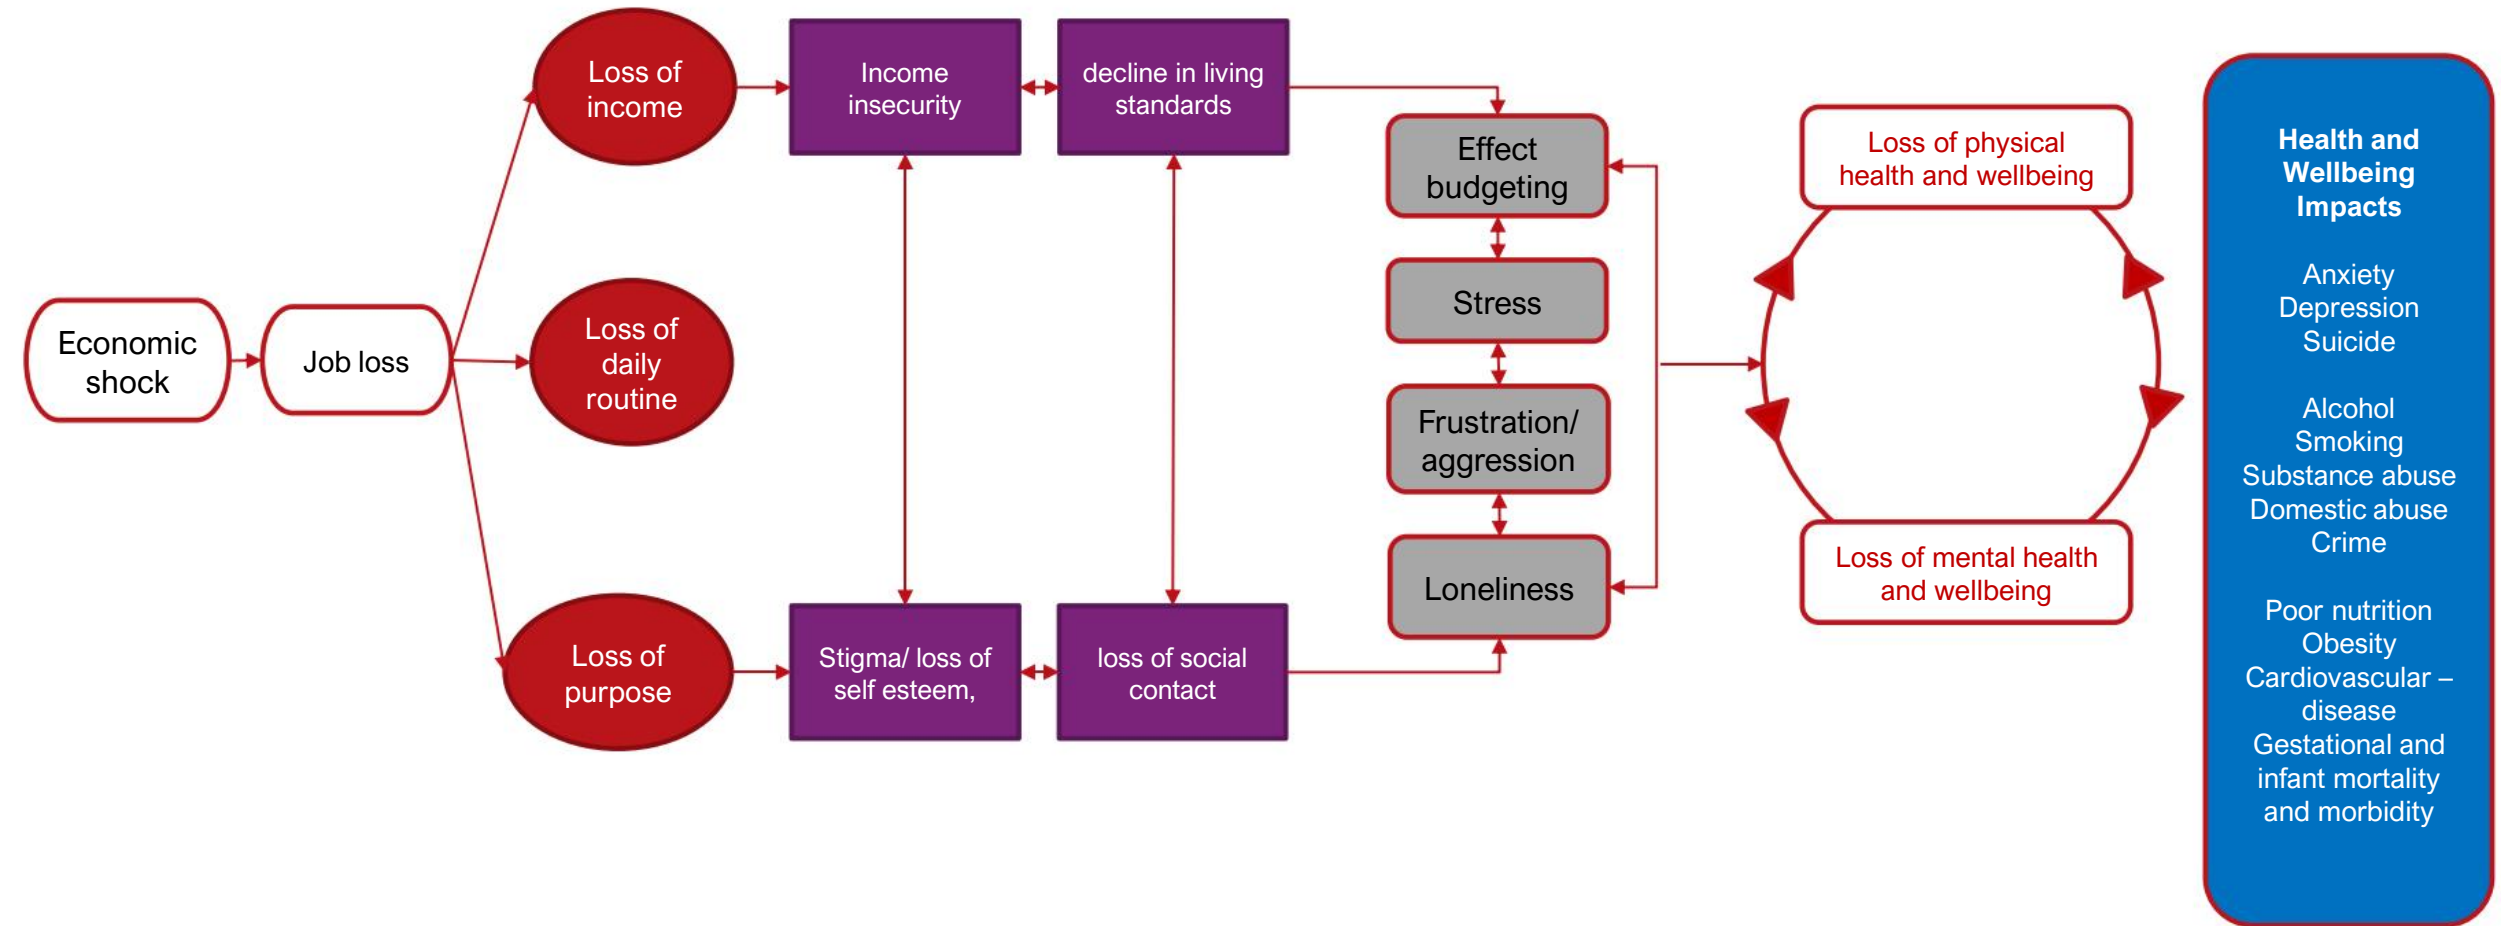 Economic
shock
Job loss
Loss of
income
Loss of
daily
routine
Loss of
purpose
Income
insecurity
decline in living
standards
Stigma/ loss of
self esteem,
loss of social
contact
Effect
budgeting
Stress
Frustration/
aggression
Loneliness
Loss of physical
health and wellbeing
Loss of mental health
and wellbeing
Health and
Wellbeing
Impacts
Anxiety
Depression
Suicide
Alcohol
Smoking
Substance abuse
Domestic abuse
Crime
Poor nutrition
Obesity
Cardiovascular –
disease
Gestational and
infant mortality
and morbidity